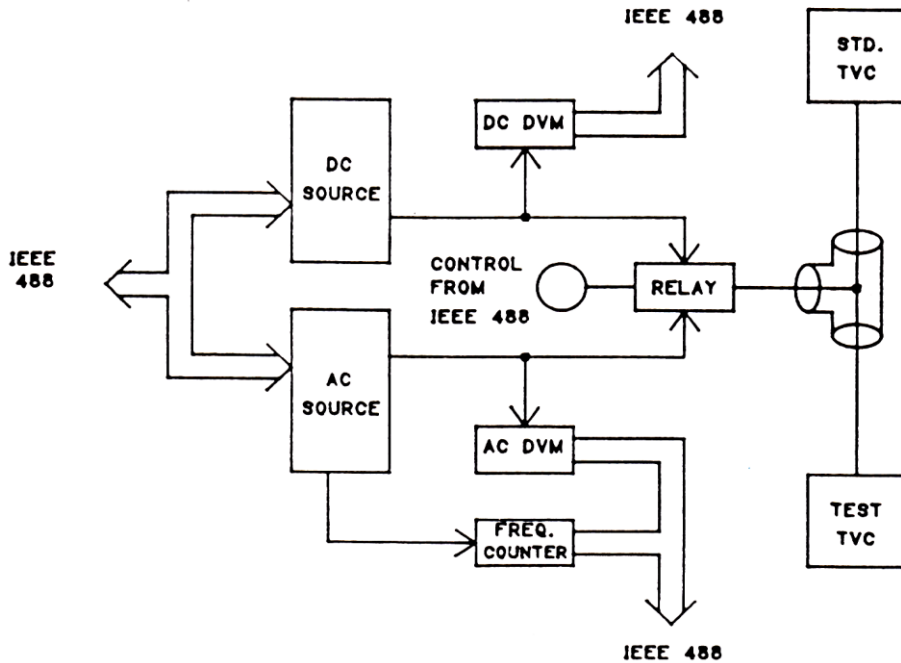 IEEE 488
STD.
TVC
DC DVM
DC
SOURCE
IEEE
488
CONTROL
FROM
IEEE 488
RELAY
AC
SOURCE
AC DVM
FREQ.
COUNTER
TEST
TVC
IEEE 488